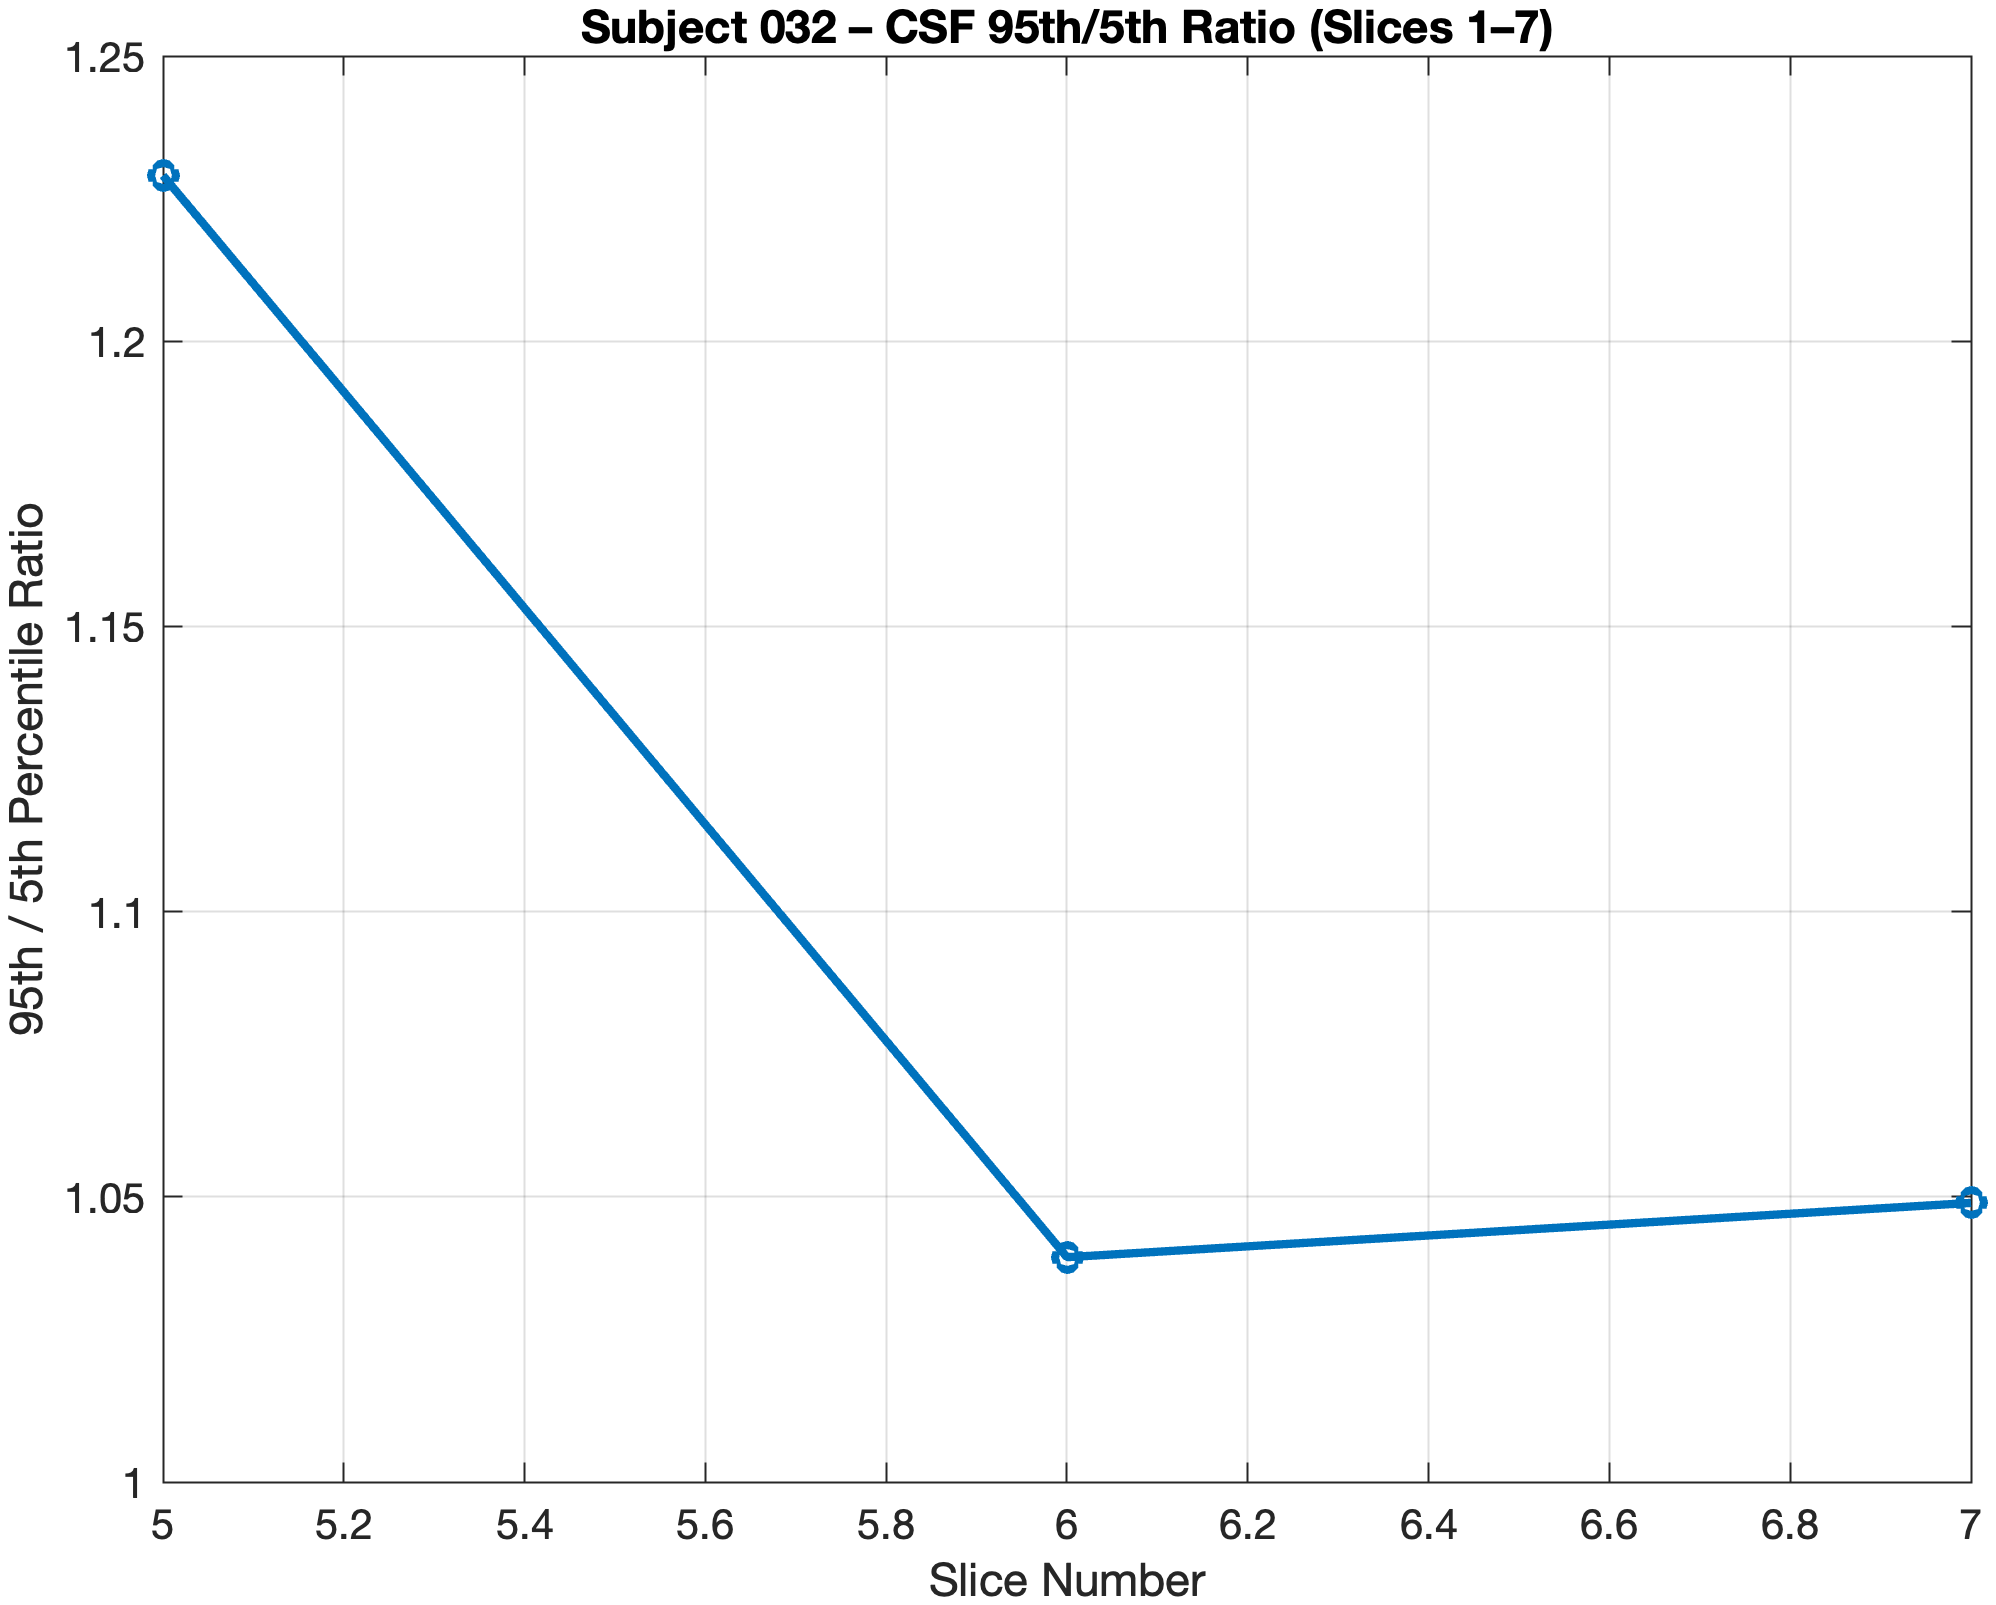 Subject 032 – CSF 95th/5th Ratio (Slices 1–7)
1.25
1.2
1.15
1.1
1.05
1
95th / 5th Percentile Ratio
5 5.2 5.4 5.6 5.8 6 6.2 6.4 6.6 6.8 7
Slice Number